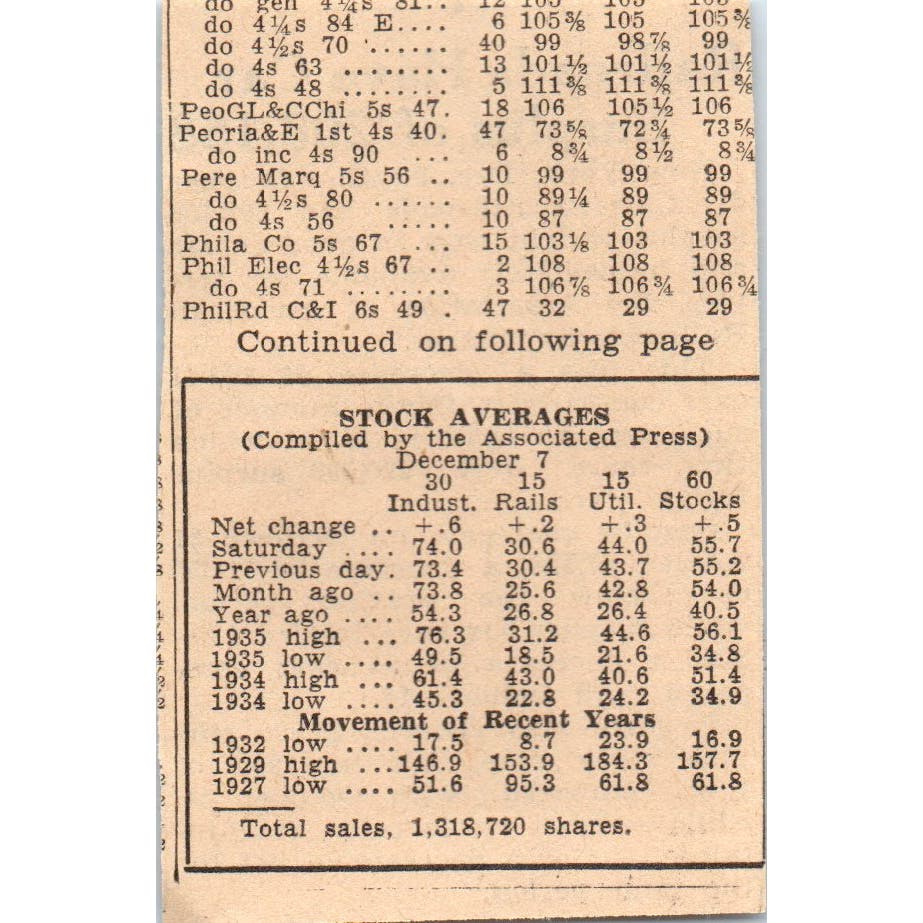 do gen 4¼s 81.. 12 105 105 105
do 4¼s 84 E.... 6 105⅜ 105 105⅜
do 4½s 70 ...... 40 99 98⅞ 99
do 4s 63 ........ 13 101½ 101½ 101½
do 4s 48 ........ 5 111⅜ 111⅜ 111⅜
PeoGL&CChi 5s 47. 18 106 105½ 106
Peoria&E 1st 4s 40. 47 73⅝ 72¾ 73⅝
do inc 4s 90 ... 6 8¾ 8½ 8¾
Pere Marq 5s 56 .. 10 99 99 99
do 4½s 80 ...... 10 89¼ 89 89
do 4s 56 ..... 10 87 87 87
Phila Co 5s 67 ... 15 103⅛ 103 103
Phil Elec 4½s 67 .. 2 108 108 108
do 4s 71 ........ 3 106⅞ 106¾ 106¾
PhilRd C&I 6s 49 . 47 32 29 29
Continued on following page
STOCK AVERAGES
(Compiled by the Associated Press)
December 7
30 15 15 60
Indust. Rails Util. Stocks
Net change .. +.6 +.2 +.3 +.5
Saturday .... 74.0 30.6 44.0 55.7
Previous day. 73.4 30.4 43.7 55.2
Month ago .. 73.8 25.6 42.8 54.0
Year ago .... 54.3 26.8 26.4 40.5
1935 high ... 76.3 31.2 44.6 56.1
1935 low .... 49.5 18.5 21.6 34.8
1934 high ... 61.4 43.0 40.6 51.4
1934 low .... 45.3 22.8 24.2 34.9
Movement of Recent Years
1932 low .... 17.5 8.7 23.9 16.9
1929 high ...146.9 153.9 184.3 157.7
1927 low .... 51.6 95.3 61.8 61.8
Total sales, 1,318,720 shares.